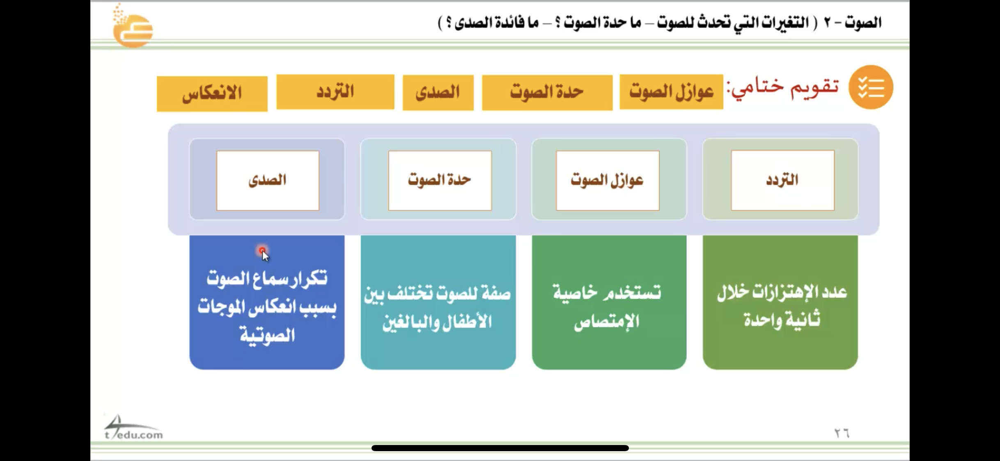 الصوت – ٢ ( التغيرات التي تحدث للصوت – ما حدة الصوت ؟ – ما فائدة الصدى ؟ )
تقويم ختامي:
عوازل الصوت
حدة الصوت
الصدى
التردد
الانعكاس
التردد
عوازل الصوت
حدة الصوت
الصدى
عدد الإهتزازات خلال
ثانية واحدة
تستخدم خاصية
الإمتصاص
صفة للصوت تختلف بين
الأطفال والبالغين
تكرار سماع الصوت
بسبب انعكاس الموجات
الصوتية
t4edu.com
٢٦